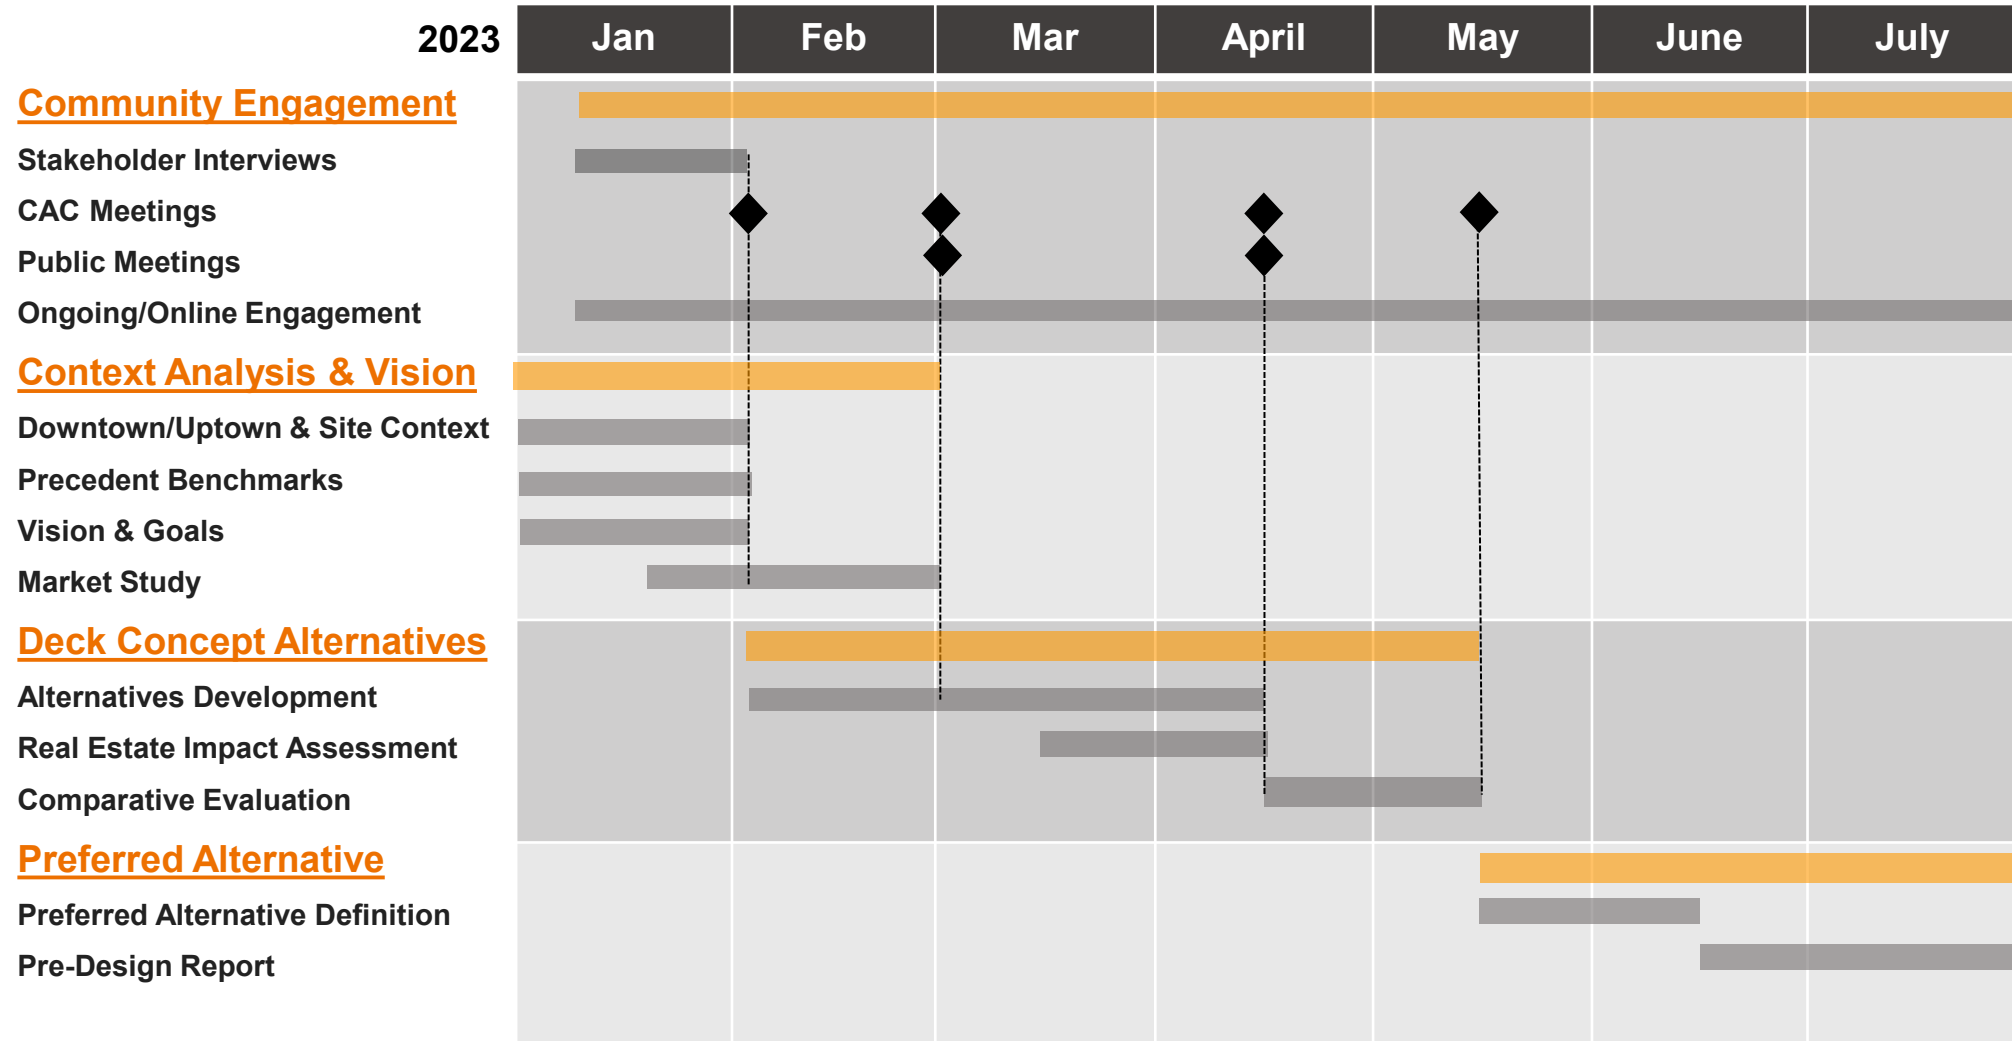 2023 Jan Feb Mar April May June July
Community Engagement
Stakeholder Interviews
CAC Meetings
Public Meetings
Ongoing/Online Engagement
Context Analysis & Vision
Downtown/Uptown & Site Context
Precedent Benchmarks
Vision & Goals
Market Study
Deck Concept Alternatives
Alternatives Development
Real Estate Impact Assessment
Comparative Evaluation
Preferred Alternative
Preferred Alternative Definition
Pre-Design Report